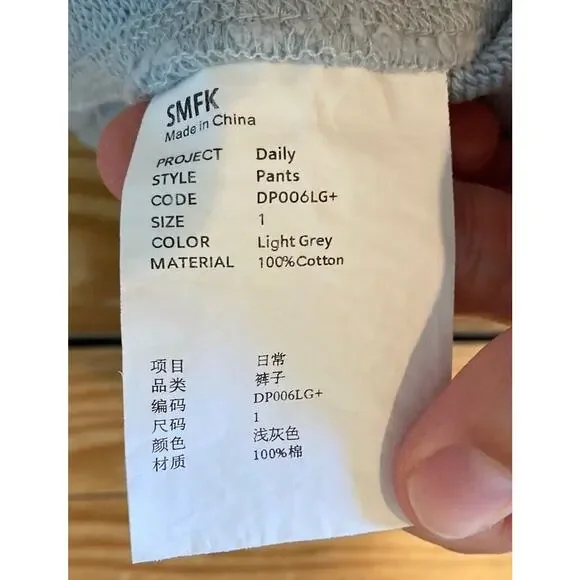 SMFK
Made in China
PROJECT Daily
STYLE Pants
CODE DP006LG+
SIZE 1
COLOR Light Grey
MATERIAL 100%Cotton
项目 日常
品类 裤子
编码 DP006LG+
尺码 1
颜色 浅灰色
材质 100%棉